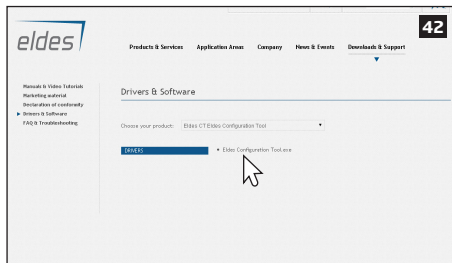 42
eldes
Products & Services Application Areas Company News & Events Downloads & Support
Manuals & Video Tutorials
Marketing material
Declaration of conformity
Drivers & Software
FAQ & Troubleshooting
Drivers & Software
Choose your product: Eldes CT Eldes Configuration Tool
DRIVERS
Eldes Configuration Tool.exe